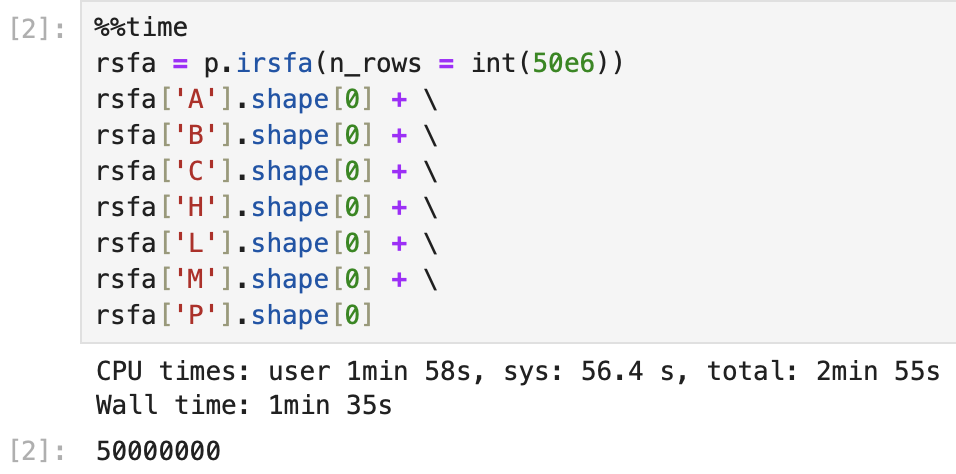 [2]: %%time
rsfa = p.irsfa(n_rows = int(50e6))
rsfa['A'].shape[0] + \
rsfa['B'].shape[0] + \
rsfa['C'].shape[0] + \
rsfa['H'].shape[0] + \
rsfa['L'].shape[0] + \
rsfa['M'].shape[0] + \
rsfa['P'].shape[0]
CPU times: user 1min 58s, sys: 56.4 s, total: 2min 55s
Wall time: 1min 35s
[2]: 50000000